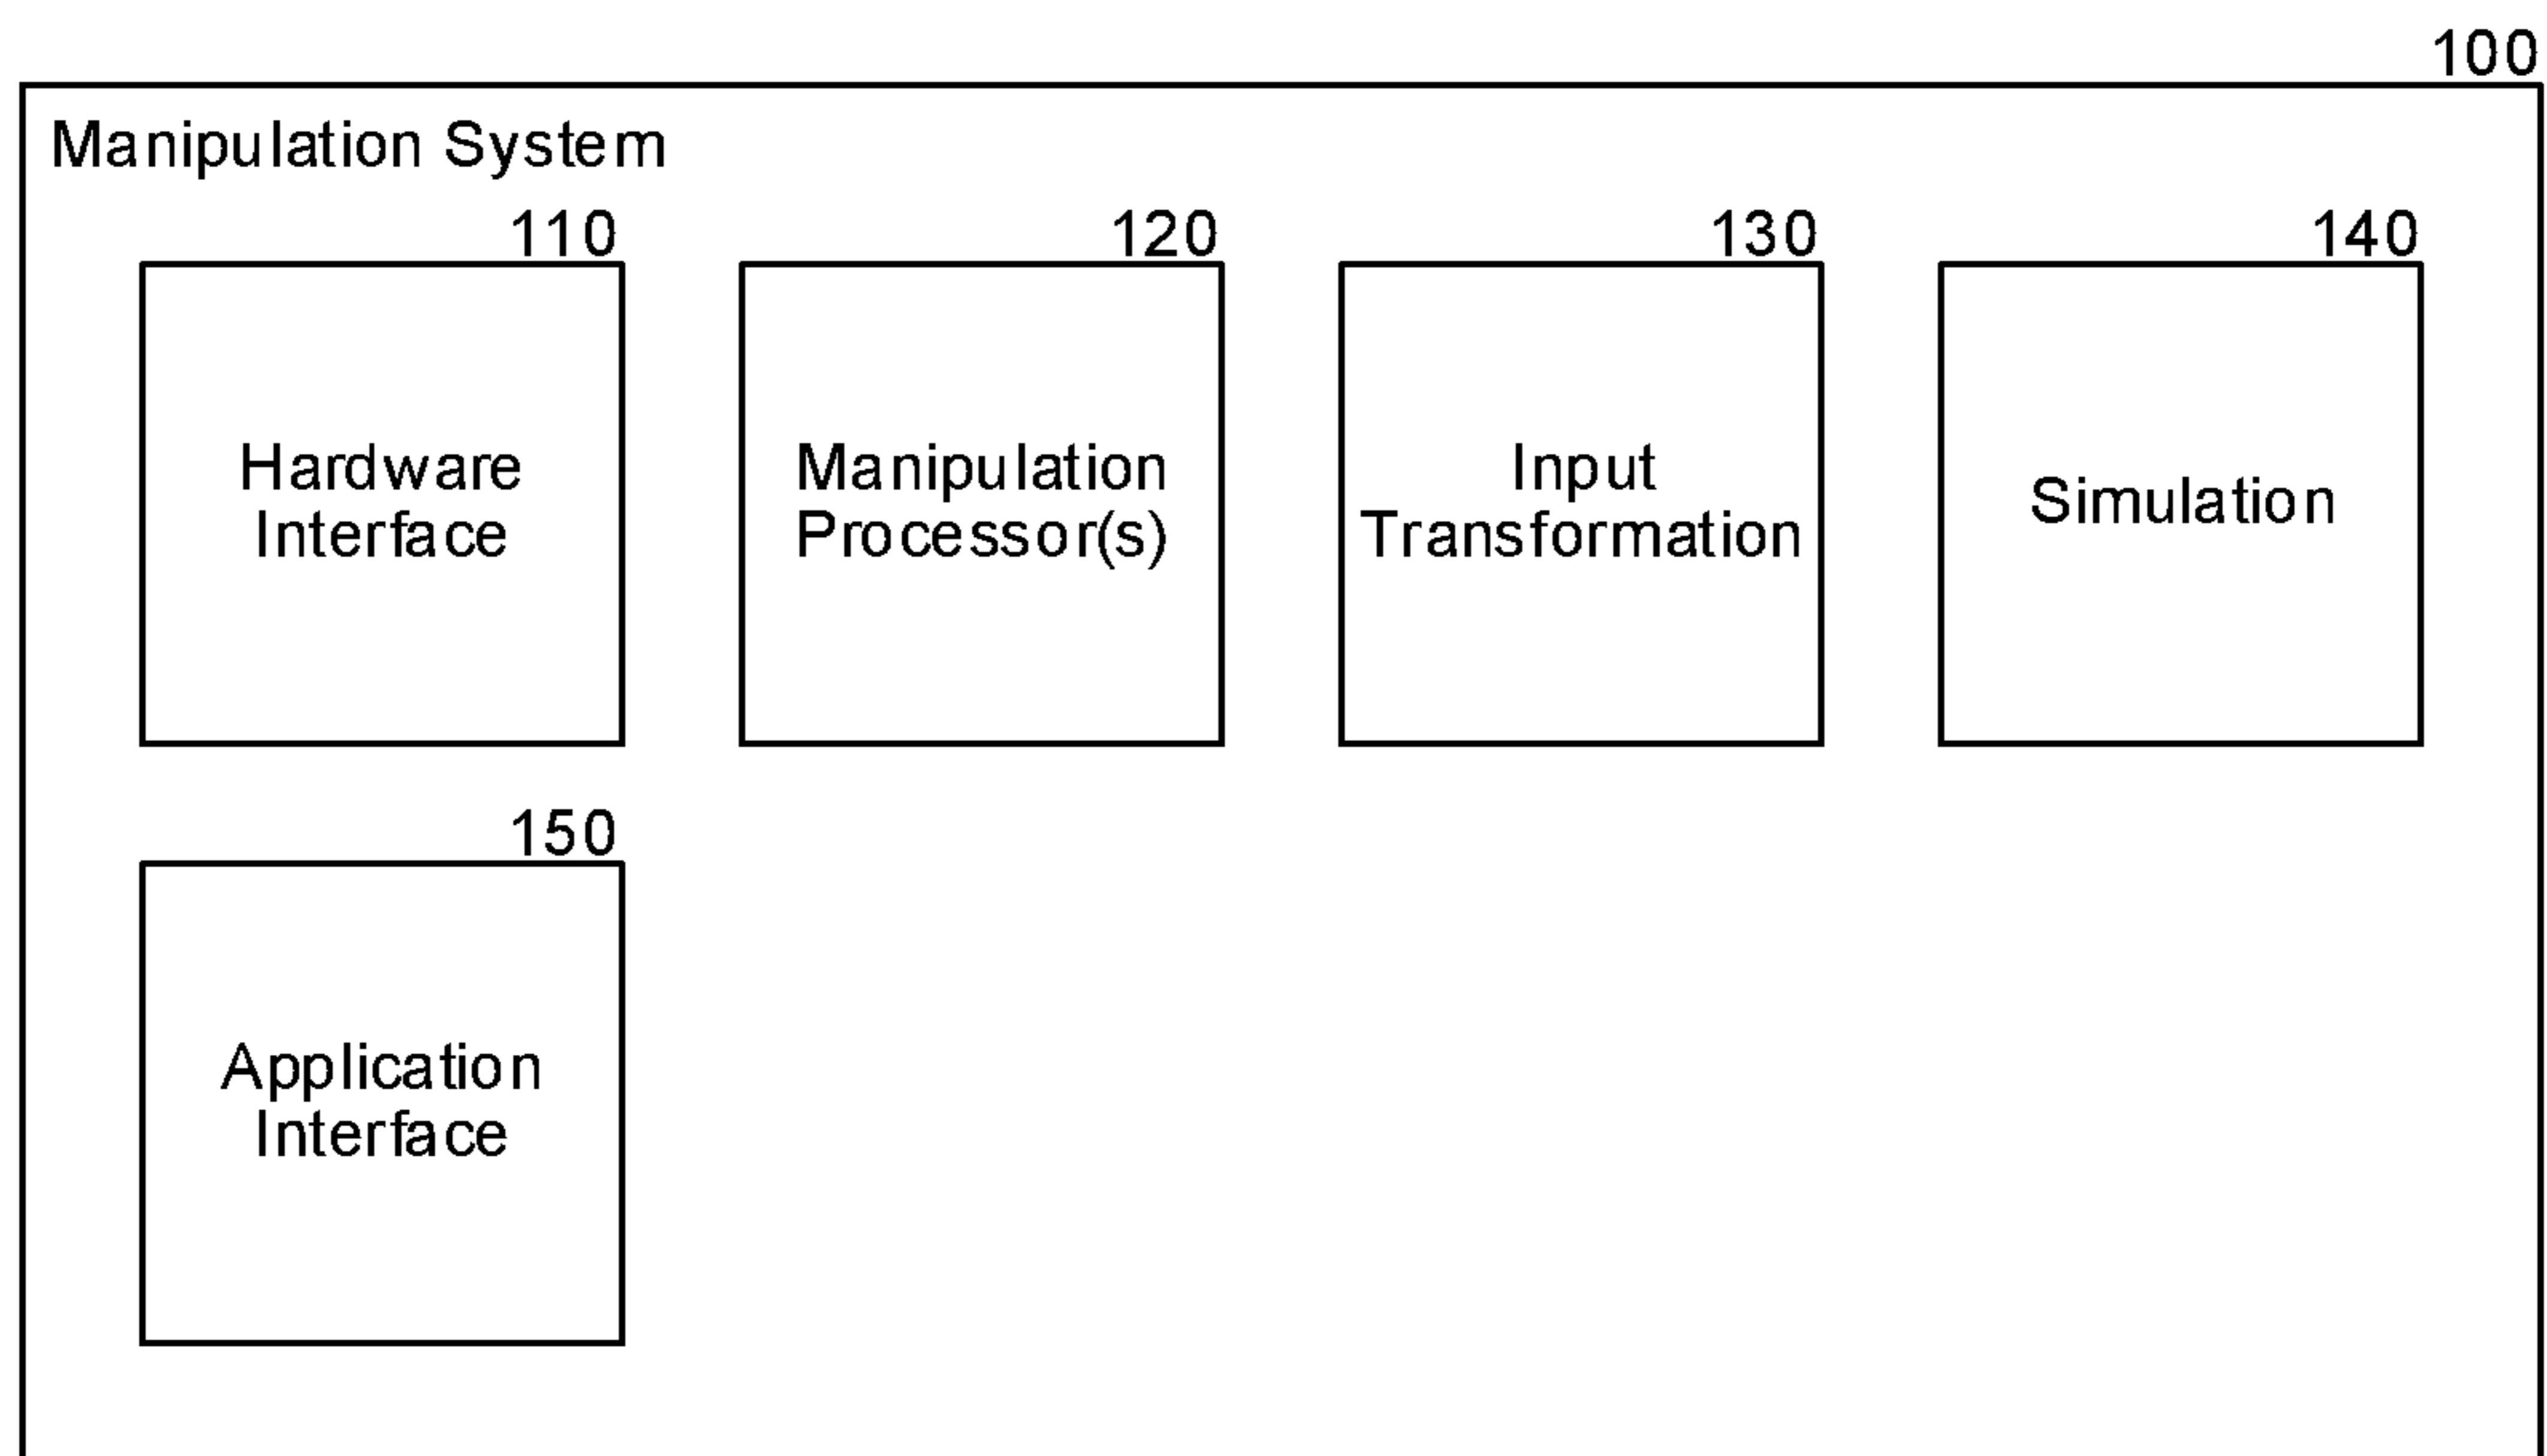 100
Manipulation System
110
120
130
140
Hardware
Interface
Manipulation
Processor(s)
Input
Transformation
Simulation
150
Application
Interface